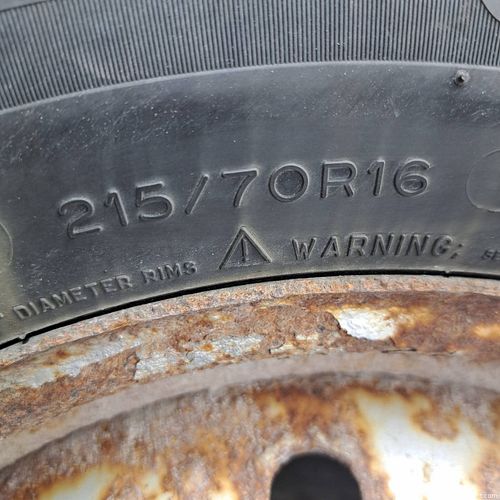 215/70R16
DIAMETER RIMS ⚠ WARNING: